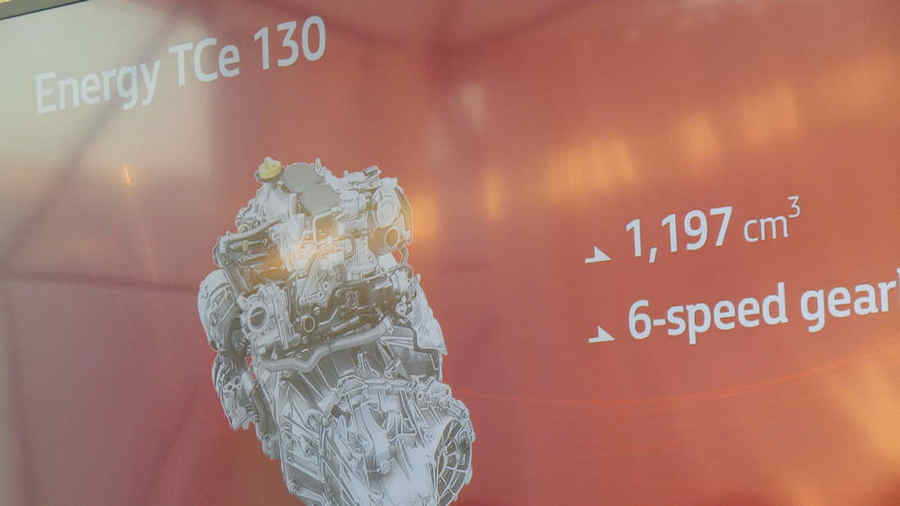 Energy TCe 130
1,197 cm³
6-speed gear